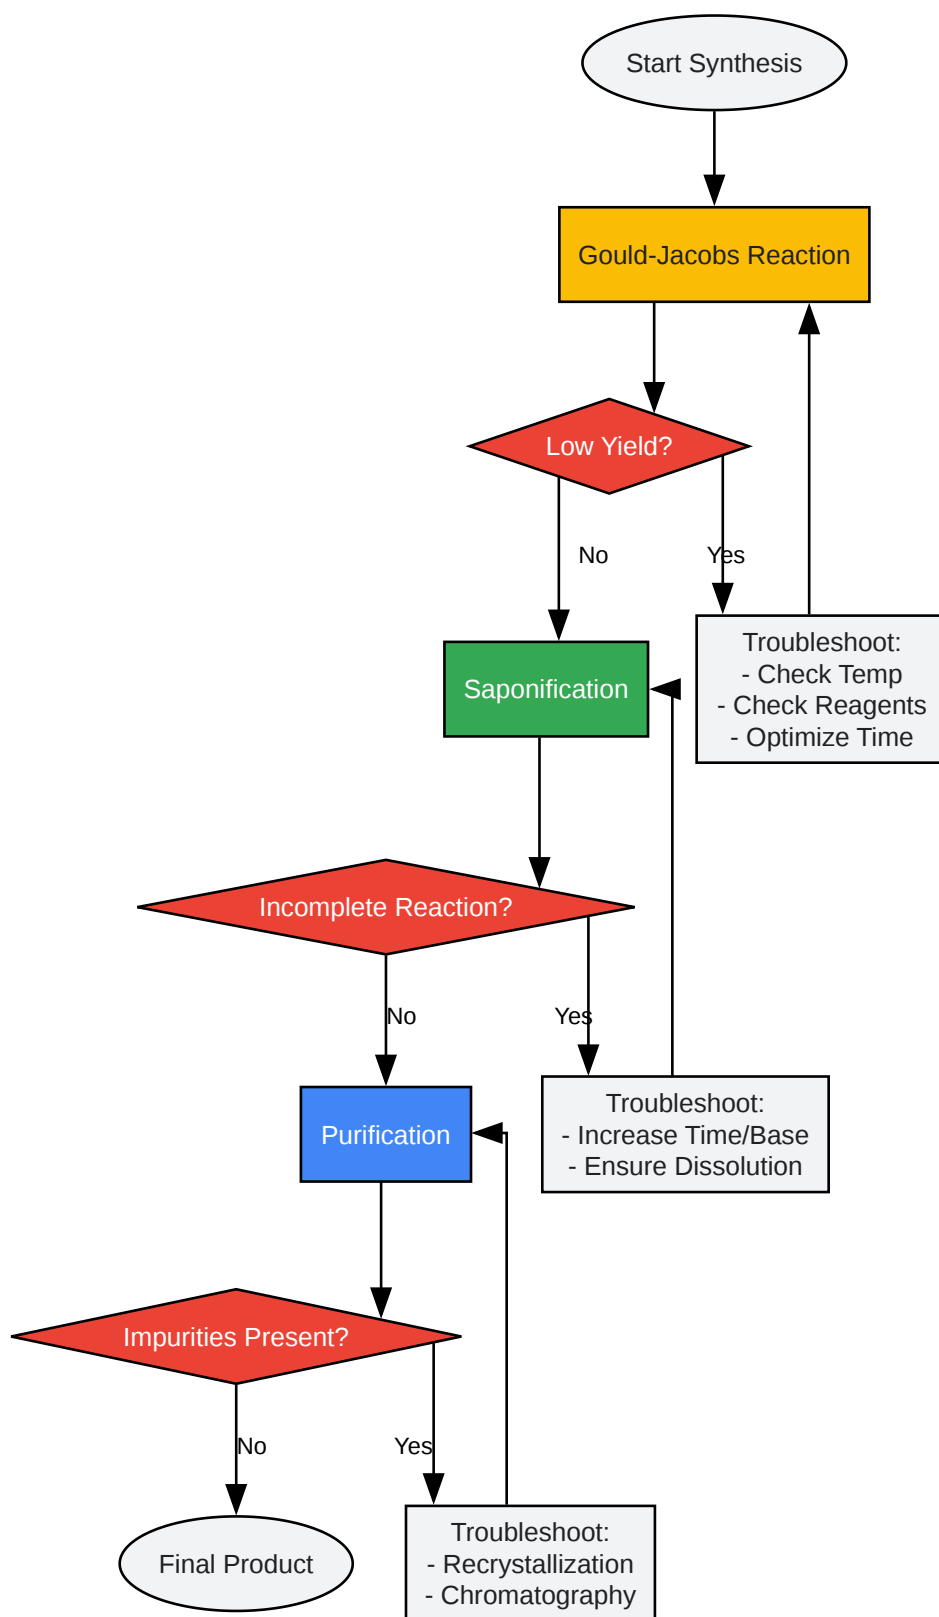 Start Synthesis
Gould-Jacobs Reaction
Low Yield?
No
Yes
Troubleshoot:
- Check Temp
- Check Reagents
- Optimize Time
Saponification
Incomplete Reaction?
No
Yes
Troubleshoot:
- Increase Time/Base
- Ensure Dissolution
Purification
Impurities Present?
No
Yes
Troubleshoot:
- Recrystallization
- Chromatography
Final Product